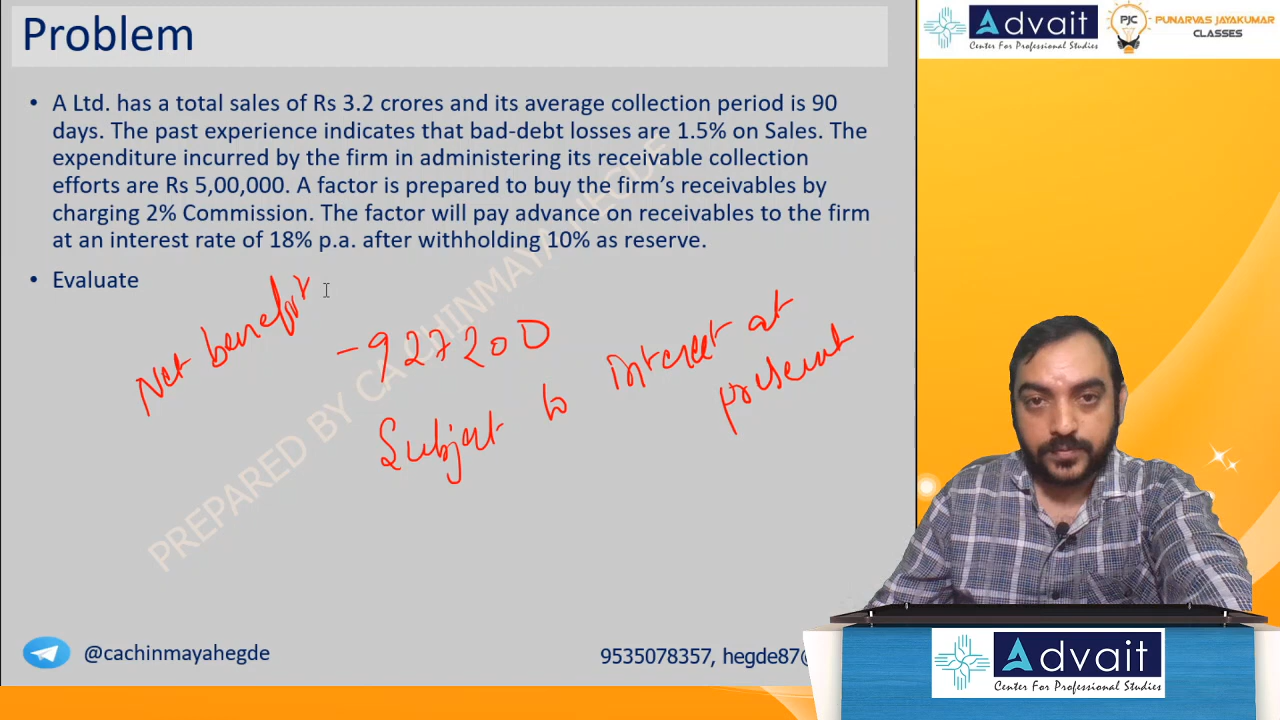 Problem
• A Ltd. has a total sales of Rs 3.2 crores and its average collection period is 90
days. The past experience indicates that bad-debt losses are 1.5% on Sales. The
expenditure incurred by the firm in administering its receivable collection
efforts are Rs 5,00,000. A factor is prepared to buy the firm's receivables by
charging 2% Commission. The factor will pay advance on receivables to the firm
at an interest rate of 18% p.a. after withholding 10% as reserve.
• Evaluate
Net benefit
-927200
Subject to interest at
present
PREPARED BY CACHINMAYA HEGDE
@cachinmayahegde
9535078357, hegde87@
Advait
Center For Professional Studies
PJC
PUNARVAS JAYAKUMAR
CLASSES
Advait
Center For Professional Studies